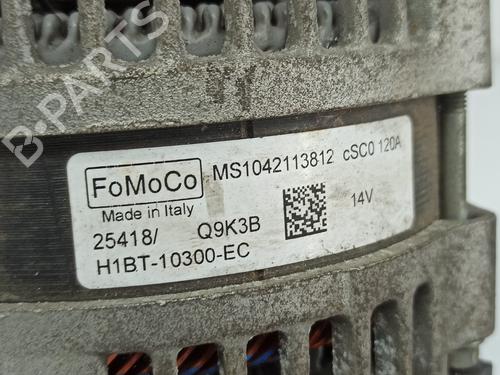 B-PARTS
FoMoCo MS1042113812 cSC0 120A
Made in Italy 14V
25418/ Q9K3B
H1BT-10300-EC